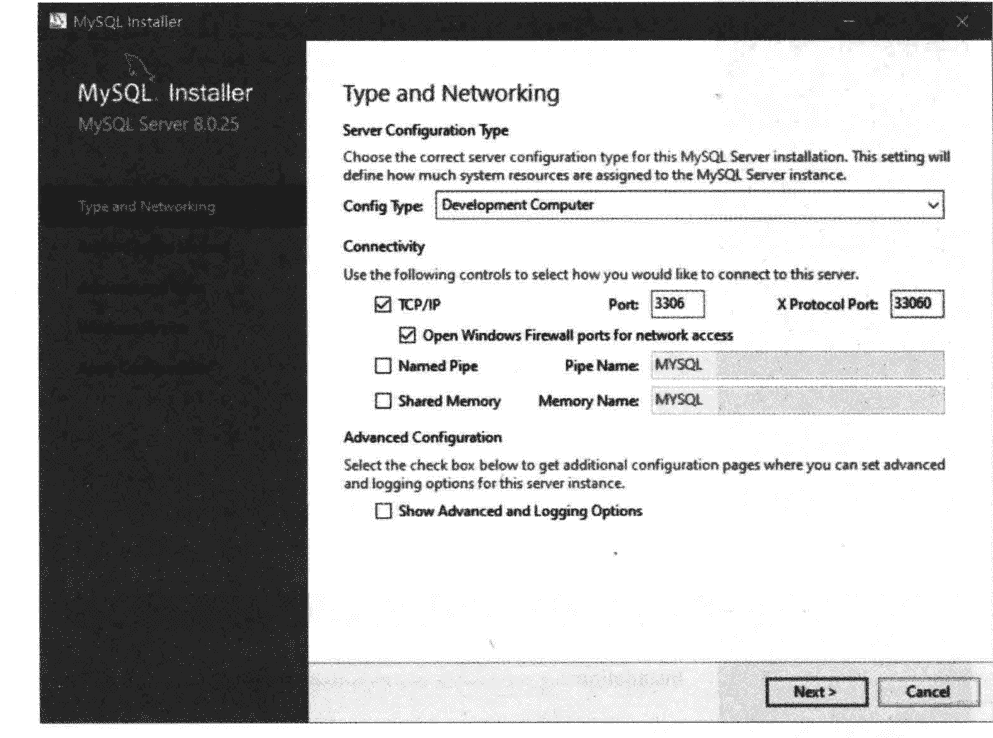 MySQL Installer
MySQL. Installer
MySQL Server 8.0.25
Type and Networking
Type and Networking
Server Configuration Type
Choose the correct server configuration type for this MySQL Server installation. This setting will
define how much system resources are assigned to the MySQL Server instance.
Config Type: Development Computer
Connectivity
Use the following controls to select how you would like to connect to this server.
TCP/IP Port: 3306 X Protocol Port: 33060
Open Windows Firewall ports for network access
Named Pipe Pipe Name: MYSQL
Shared Memory Memory Name: MYSQL
Advanced Configuration
Select the check box below to get additional configuration pages where you can set advanced
and logging options for this server instance.
Show Advanced and Logging Options
Next > Cancel